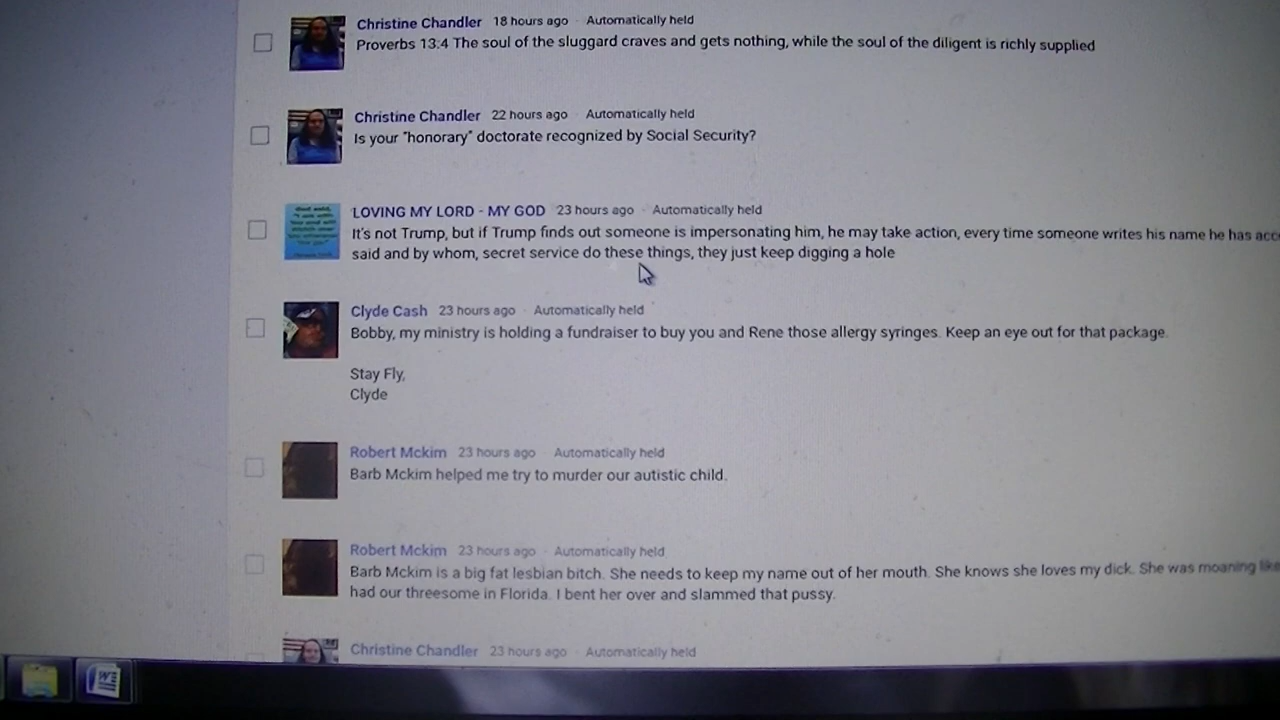 Christine Chandler 18 hours ago · Automatically held
Proverbs 13:4 The soul of the sluggard craves and gets nothing, while the soul of the diligent is richly supplied
Christine Chandler 22 hours ago · Automatically held
Is your "honorary" doctorate recognized by Social Security?
LOVING MY LORD - MY GOD 23 hours ago · Automatically held
It's not Trump, but if Trump finds out someone is impersonating him, he may take action, every time someone writes his name he has
said and by whom, secret service do these things, they just keep digging a hole
Clyde Cash 23 hours ago · Automatically held
Bobby, my ministry is holding a fundraiser to buy you and Rene those allergy syringes. Keep an eye out for that package.
Stay Fly,
Clyde
Robert Mckim 23 hours ago · Automatically held
Barb Mckim helped me try to murder our autistic child.
Robert Mckim 23 hours ago · Automatically held
Barb Mckim is a big fat lesbian bitch. She needs to keep my name out of her mouth. She knows she loves my dick. She was moaning like
had our threesome in Florida. I bent her over and slammed that pussy.
Christine Chandler 23 hours ago · Automatically held